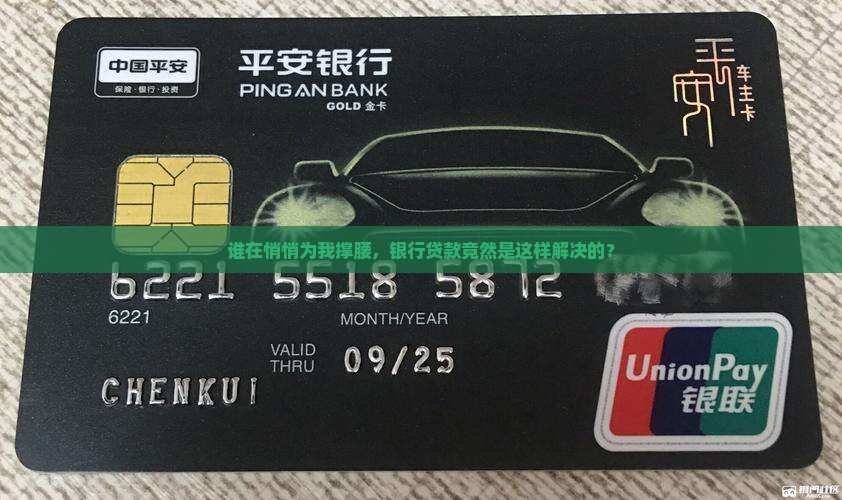 中国平安
保险·银行·投资
平安银行
PING AN BANK
GOLD 金卡
平安
车主卡
谁在悄悄为我撑腰，银行贷款竟然是这样解决的？
6221 5518 5872
6221
MONTH/YEAR
VALID THRU 09/25
CHENKUI
UnionPay
银联